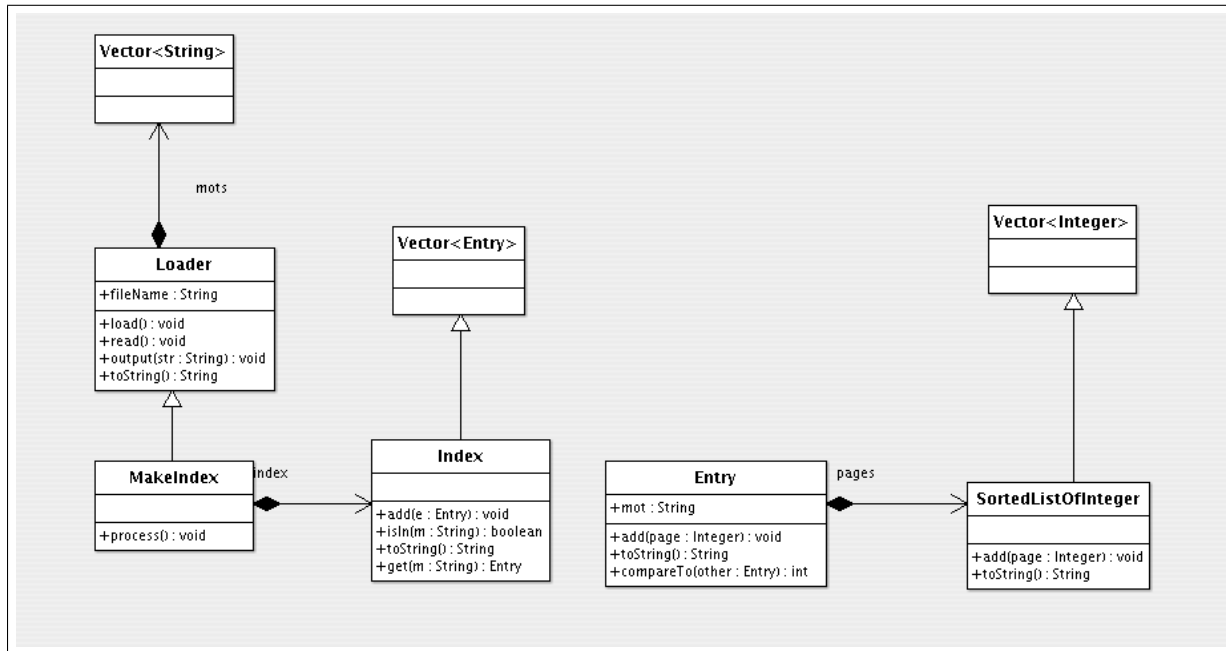 Vector<String>
mots
Loader
+fileName : String
+load() : void
+read() : void
+output(str : String) : void
+toString() : String
MakeIndex
+process() : void
index
Vector<Entry>
Index
+add(e : Entry) : void
+isIn(m : String) : boolean
+toString() : String
+get(m : String) : Entry
Entry
+mot : String
+add(page : Integer) : void
+toString() : String
+compareTo(other : Entry) : int
pages
Vector<Integer>
SortedListOfInteger
+add(page : Integer) : void
+toString() : String